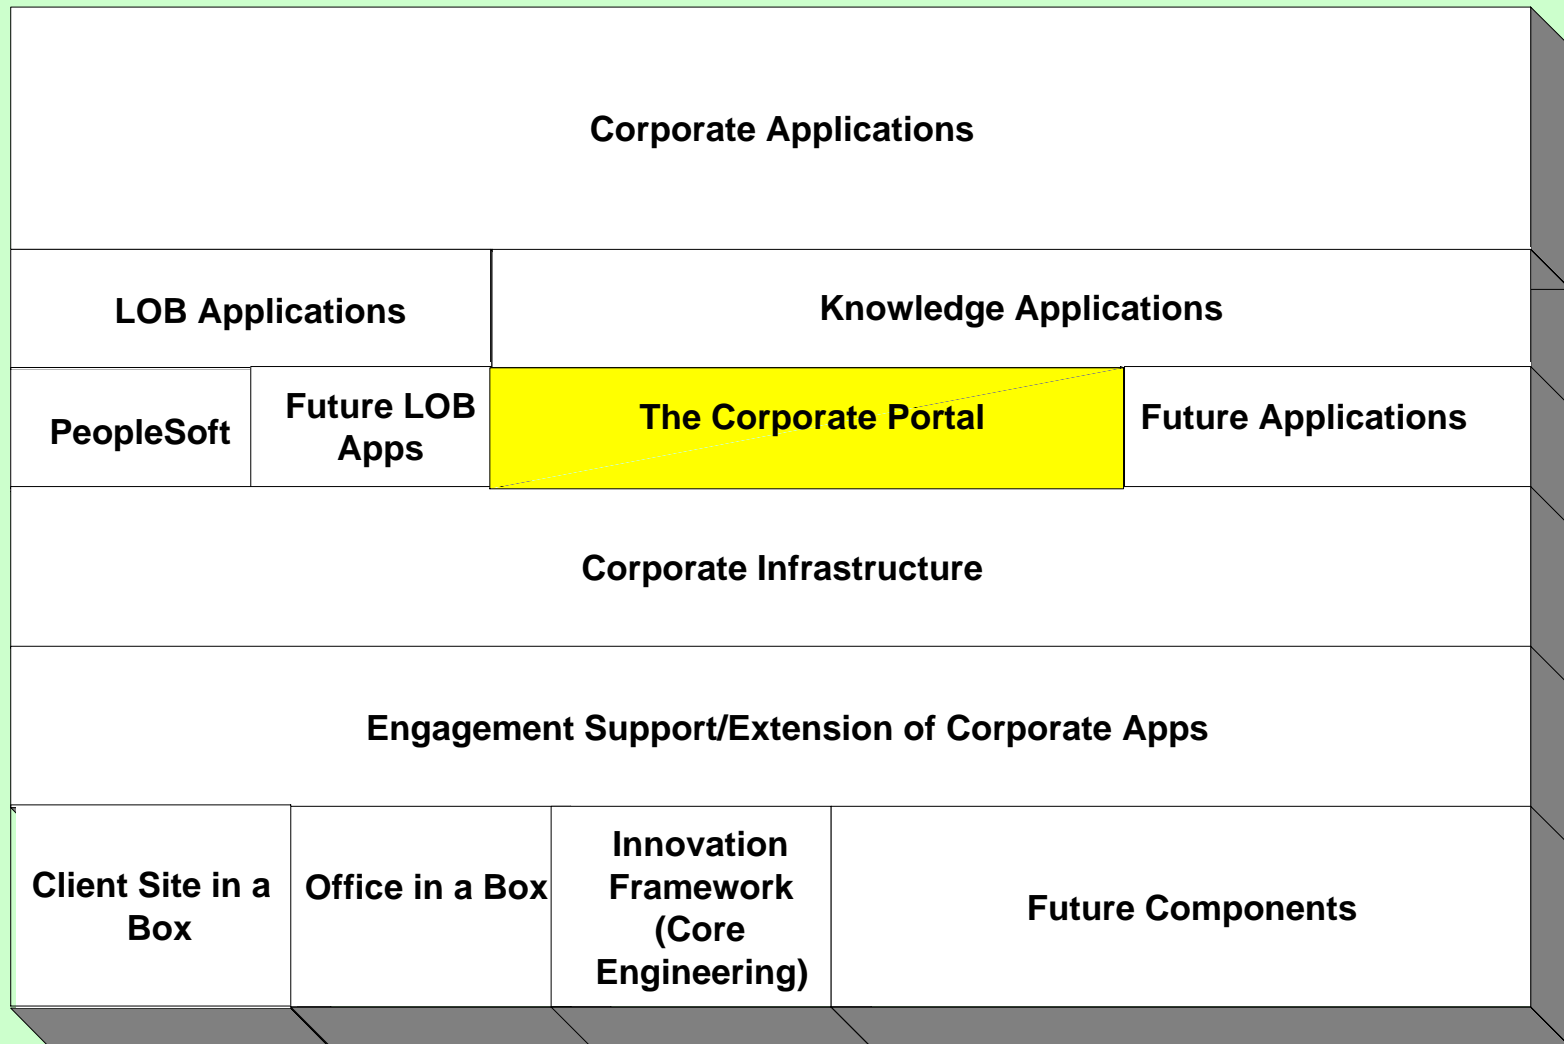 Corporate Applications
LOB Applications
Knowledge Applications
PeopleSoft
Future LOB
Apps
The Corporate Portal
Future Applications
Corporate Infrastructure
Engagement Support/Extension of Corporate Apps
Client Site in a
Box
Office in a Box
Innovation
Framework
(Core
Engineering)
Future Components